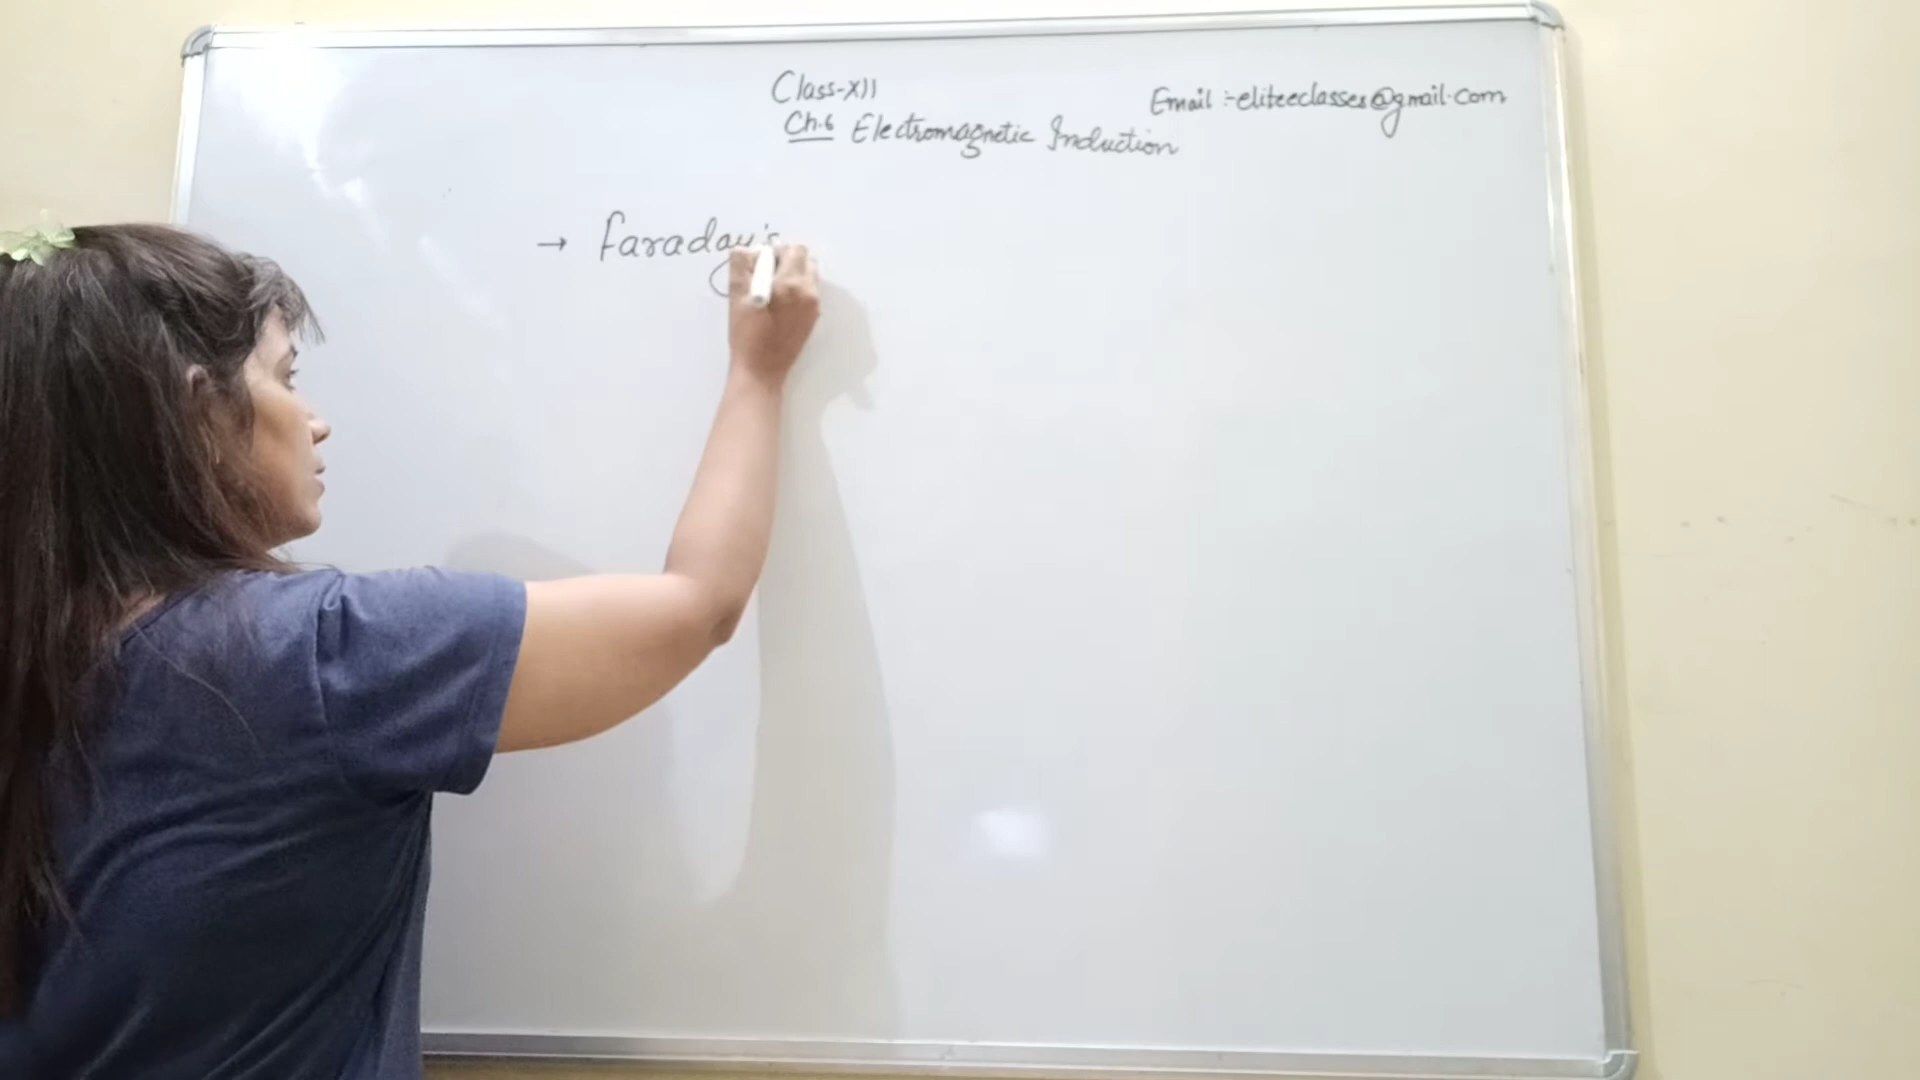 Class-XII
Email :- eliteeclasses@gmail.com
Ch.6 Electromagnetic Induction
→ Faraday's